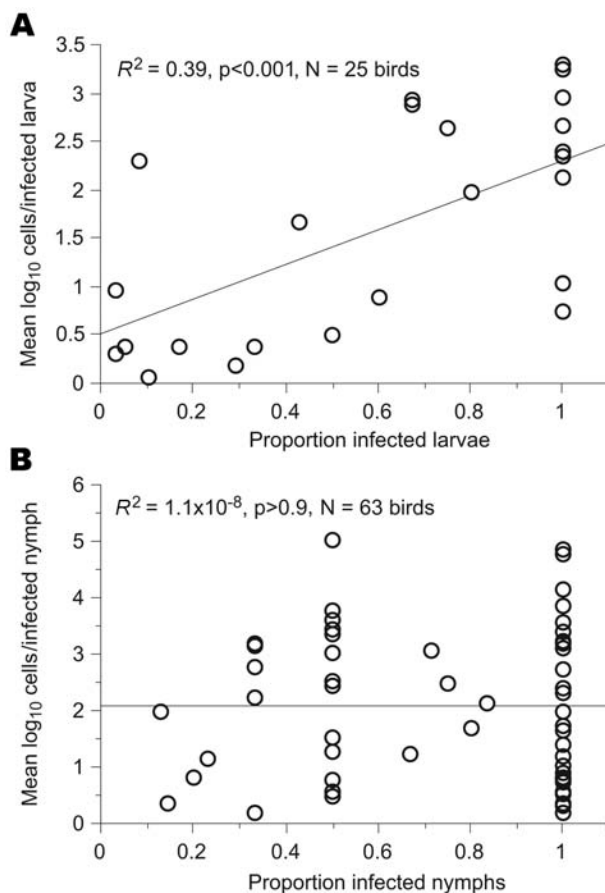 A
R² = 0.39, p<0.001, N = 25 birds
Mean log₁₀ cells/infected larva
3.5
3
2.5
2
1.5
1
0.5
0
0 0.2 0.4 0.6 0.8 1
Proportion infected larvae
B
R² = 1.1x10⁻⁸, p>0.9, N = 63 birds
Mean log₁₀ cells/infected nymph
6
5
4
3
2
1
0
0 0.2 0.4 0.6 0.8 1
Proportion infected nymphs